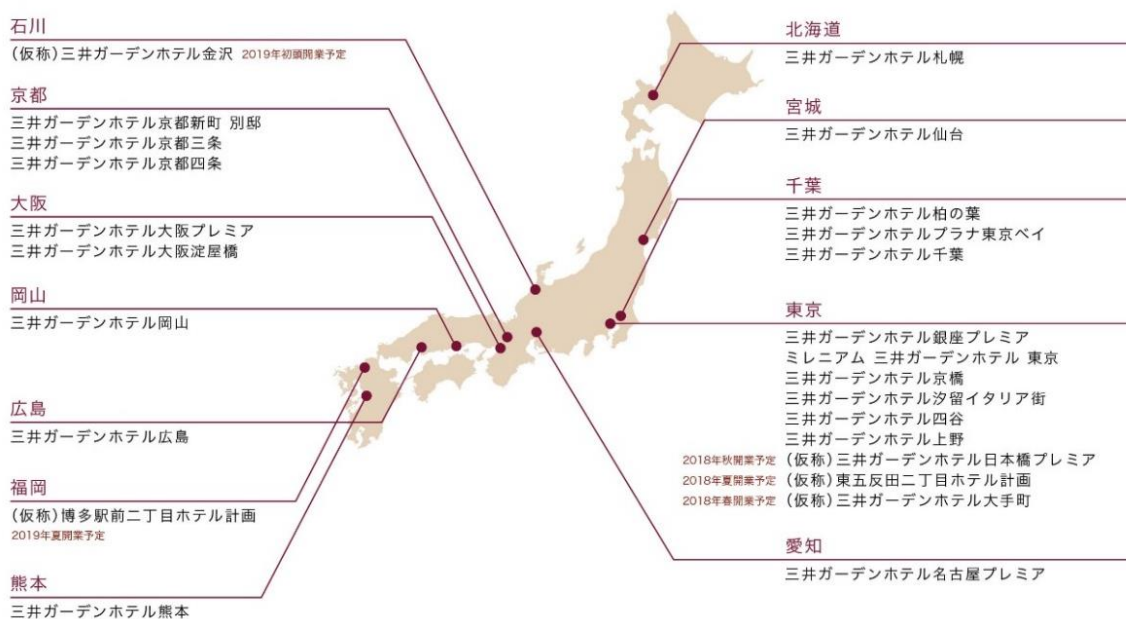 石川
(仮称)三井ガーデンホテル金沢 2019年初頭開業予定
京都
三井ガーデンホテル京都新町 別邸
三井ガーデンホテル京都三条
三井ガーデンホテル京都四条
大阪
三井ガーデンホテル大阪プレミア
三井ガーデンホテル大阪淀屋橋
岡山
三井ガーデンホテル岡山
広島
三井ガーデンホテル広島
福岡
(仮称)博多駅前二丁目ホテル計画
2019年夏開業予定
熊本
三井ガーデンホテル熊本
北海道
三井ガーデンホテル札幌
宮城
三井ガーデンホテル仙台
千葉
三井ガーデンホテル柏の葉
三井ガーデンホテルプラナ東京ベイ
三井ガーデンホテル千葉
東京
三井ガーデンホテル銀座プレミア
ミレニアム 三井ガーデンホテル 東京
三井ガーデンホテル京橋
三井ガーデンホテル汐留イタリア街
三井ガーデンホテル四谷
三井ガーデンホテル上野
2018年秋開業予定 (仮称)三井ガーデンホテル日本橋プレミア
2018年夏開業予定 (仮称)東五反田二丁目ホテル計画
2018年春開業予定 (仮称)三井ガーデンホテル大手町
愛知
三井ガーデンホテル名古屋プレミア